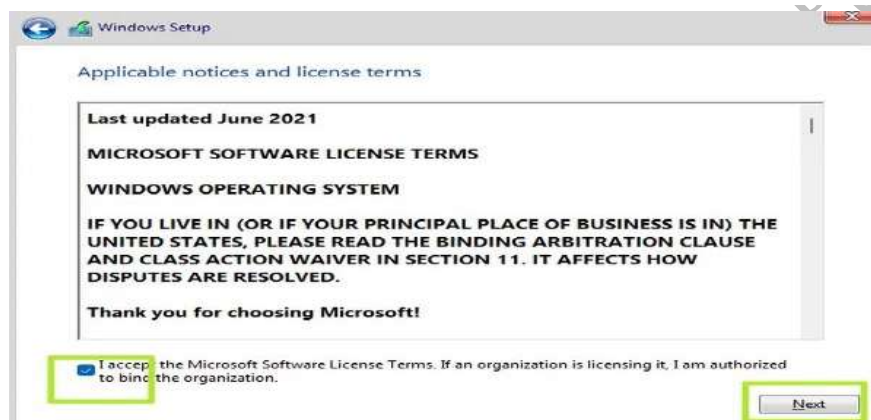 Windows Setup
Applicable notices and license terms
Last updated June 2021
MICROSOFT SOFTWARE LICENSE TERMS
WINDOWS OPERATING SYSTEM
IF YOU LIVE IN (OR IF YOUR PRINCIPAL PLACE OF BUSINESS IS IN) THE
UNITED STATES, PLEASE READ THE BINDING ARBITRATION CLAUSE
AND CLASS ACTION WAIVER IN SECTION 11. IT AFFECTS HOW
DISPUTES ARE RESOLVED.
Thank you for choosing Microsoft!
I accept the Microsoft Software License Terms. If an organization is licensing it, I am authorized
to bind the organization.
Next